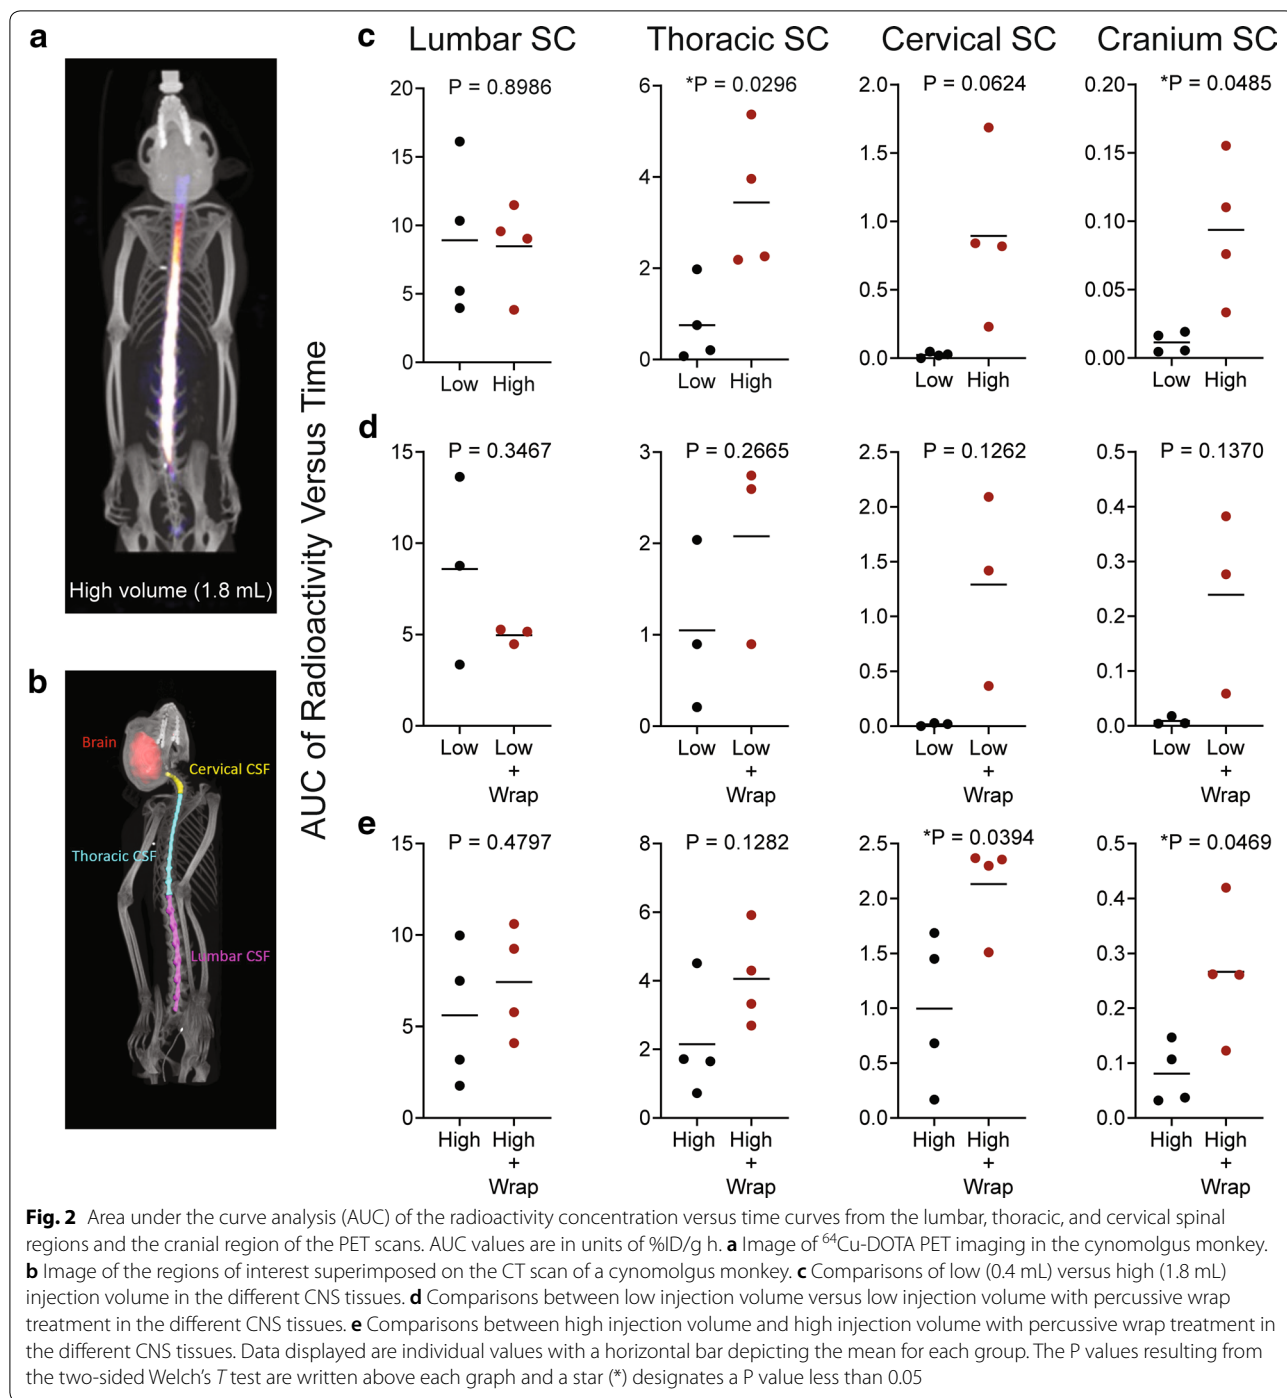 a
High volume (1.8 mL)
b
Brain
Cervical CSF
Thoracic CSF
Lumbar CSF
AUC of Radioactivity Versus Time
c
Lumbar SC
Thoracic SC
Cervical SC
Cranium SC
P = 0.8986
20
15
10
5
0
Low
High
*P = 0.0296
6
4
2
0
Low
High
P = 0.0624
2.0
1.5
1.0
0.5
0.0
Low
High
*P = 0.0485
0.20
0.15
0.10
0.05
0.00
Low
High
d
P = 0.3467
15
10
5
0
Low
Low
+
Wrap
P = 0.2665
3
2
1
0
Low
Low
+
Wrap
P = 0.1262
2.5
2.0
1.5
1.0
0.5
0.0
Low
Low
+
Wrap
P = 0.1370
0.5
0.4
0.3
0.2
0.1
0.0
Low
Low
+
Wrap
e
P = 0.4797
15
10
5
0
High
High
+
Wrap
P = 0.1282
8
6
4
2
0
High
High
+
Wrap
*P = 0.0394
2.5
2.0
1.5
1.0
0.5
0.0
High
High
+
Wrap
*P = 0.0469
0.5
0.4
0.3
0.2
0.1
0.0
High
High
+
Wrap
Fig. 2 Area under the curve analysis (AUC) of the radioactivity concentration versus time curves from the lumbar, thoracic, and cervical spinal
regions and the cranial region of the PET scans. AUC values are in units of %ID/g h. a Image of ⁶⁴Cu-DOTA PET imaging in the cynomolgus monkey.
b Image of the regions of interest superimposed on the CT scan of a cynomolgus monkey. c Comparisons of low (0.4 mL) versus high (1.8 mL)
injection volume in the different CNS tissues. d Comparisons between low injection volume versus low injection volume with percussive wrap
treatment in the different CNS tissues. e Comparisons between high injection volume and high injection volume with percussive wrap treatment in
the different CNS tissues. Data displayed are individual values with a horizontal bar depicting the mean for each group. The P values resulting from
the two-sided Welch's T test are written above each graph and a star (*) designates a P value less than 0.05